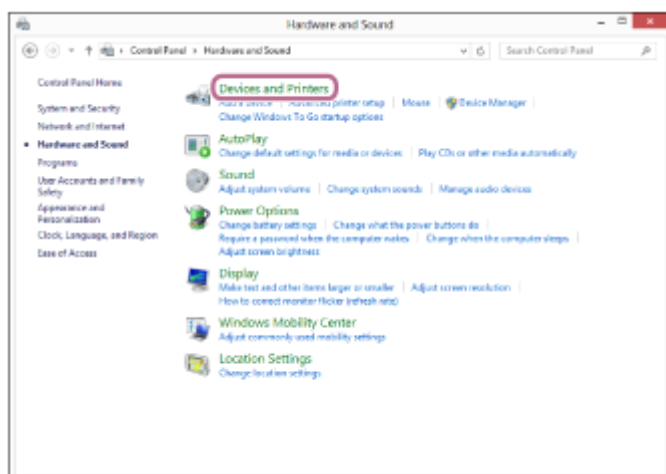 Hardware and Sound
Control Panel › Hardware and Sound
Search Control Panel
Control Panel Home
System and Security
Network and Internet
Hardware and Sound
Programs
User Accounts and Family
Safety
Appearance and
Personalization
Clock, Language, and Region
Ease of Access
Devices and Printers
Add a device | Advanced printer setup | Mouse | Device Manager
Change Windows To Go startup options
AutoPlay
Change default settings for media or devices | Play CDs or other media automatically
Sound
Adjust system volume | Change system sounds | Manage audio devices
Power Options
Change battery settings | Change what the power buttons do
Require a password when the computer wakes | Change when the computer sleeps
Adjust screen brightness
Display
Make text and other items larger or smaller | Adjust screen resolution
How to correct monitor flicker (refresh rate)
Windows Mobility Center
Adjust commonly used mobility settings
Location Settings
Change location settings